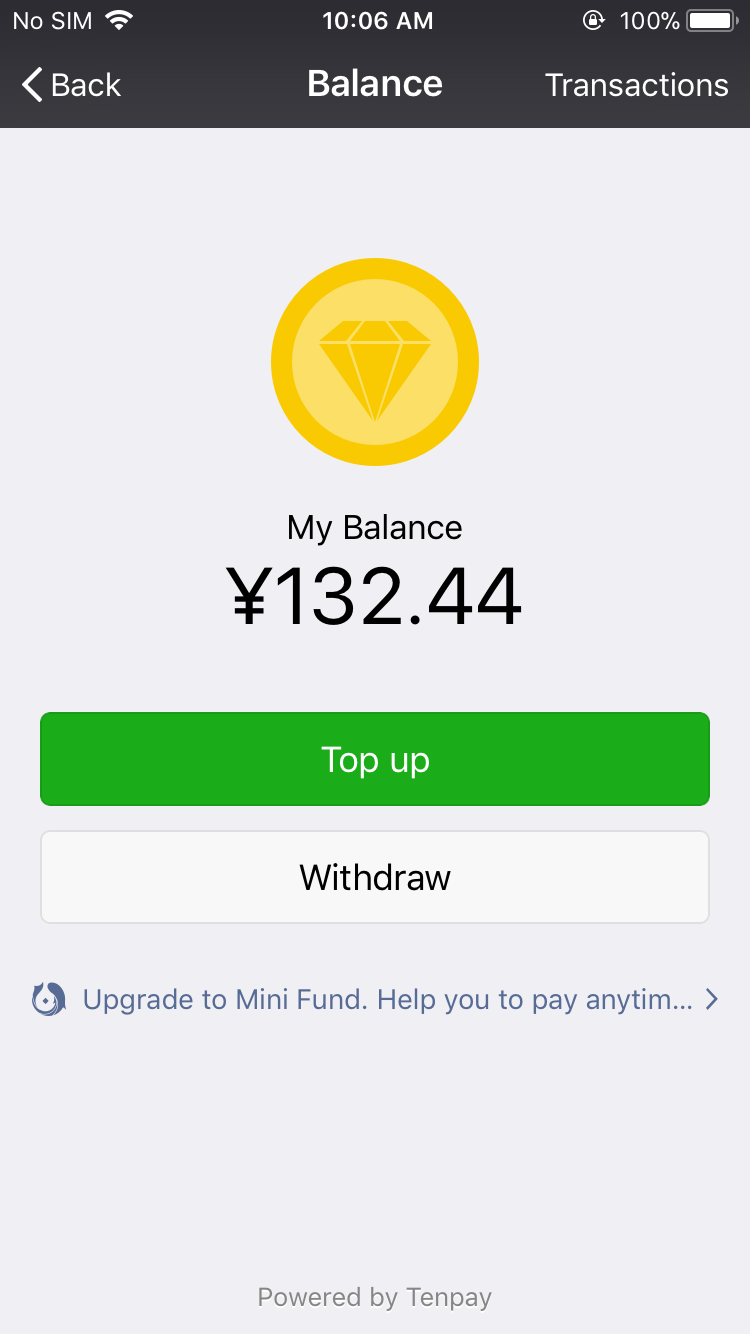 No SIM 10:06 AM 100%
Back Balance Transactions
My Balance
¥132.44
Top up
Withdraw
Upgrade to Mini Fund. Help you to pay anytim...
Powered by Tenpay